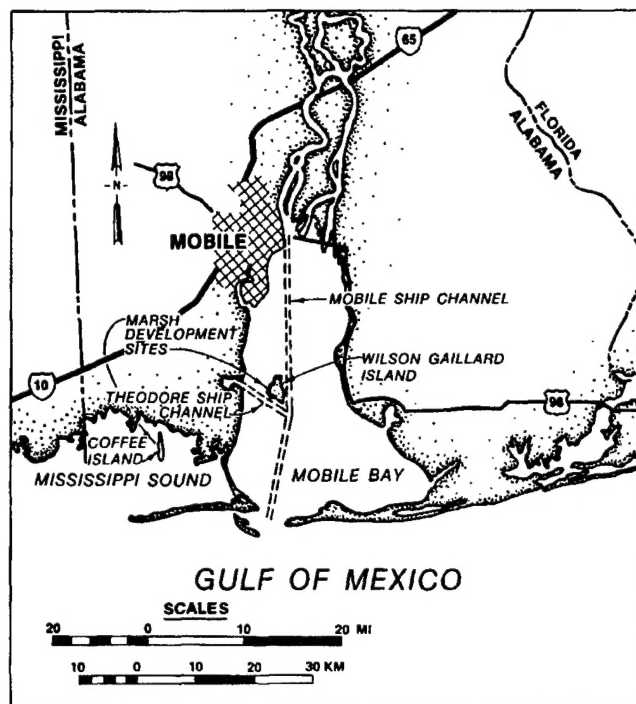 65
MISSISSIPPI
ALABAMA
FLORIDA
ALABAMA
N
98
MOBILE
MOBILE SHIP CHANNEL
MARSH
DEVELOPMENT
SITES
WILSON GAILLARD
ISLAND
10
THEODORE SHIP
CHANNEL
98
COFFEE
ISLAND
MISSISSIPPI SOUND
MOBILE BAY
GULF OF MEXICO
SCALES
20 0 10 20 MI
10 0 10 20 30 KM